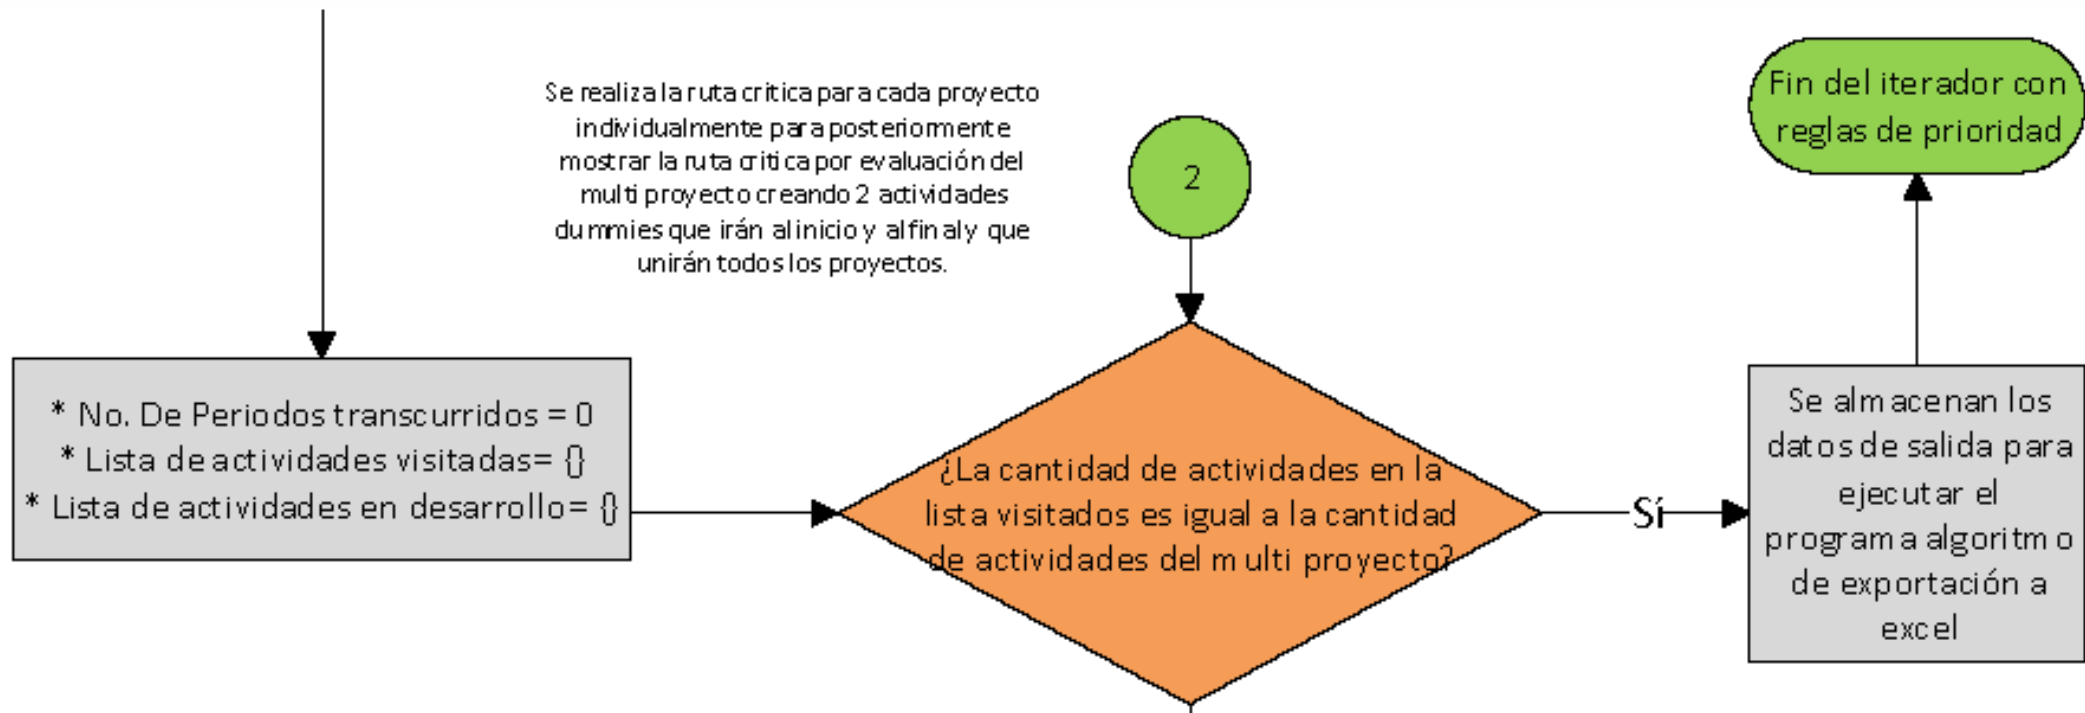 Se realiza la ruta critica para cada proyecto
individualmente para posteriormente
mostrar la ruta critica por evaluación del
multi proyecto creando 2 actividades
dummies que irán al inicio y al final y que
unirán todos los proyectos.
2
Fin del iterador con
reglas de prioridad
* No. De Periodos transcurridos = 0
* Lista de actividades visitadas= {}
* Lista de actividades en desarrollo= {}
¿La cantidad de actividades en la
lista visitados es igual a la cantidad
de actividades del multi proyecto?
Sí
Se almacenan los
datos de salida para
ejecutar el
programa algoritmo
de exportación a
excel